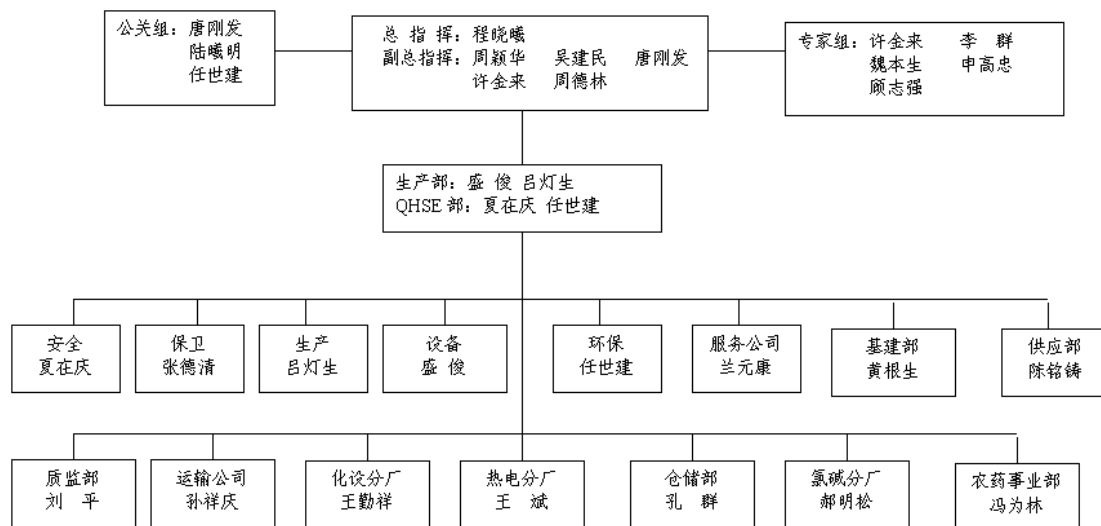 公关组：唐刚发
陆曦明
任世建
总 指 挥：程晓曦
副总指挥：周颖华 吴建民 唐刚发
许金来 周德林
专家组：许金来 李 群
魏本生 申高忠
顾志强
生产部：盛 俊 吕灯生
QHSE 部：夏在庆 任世建
安全
夏在庆
保卫
张德清
生产
吕灯生
设备
盛 俊
环保
任世建
服务公司
兰元康
基建部
黄根生
供应部
陈铭铸
质监部
刘 平
运输公司
孙祥庆
化设分厂
王勤祥
热电分厂
王 斌
仓储部
孔 群
氯碱分厂
郝明松
农药事业部
冯为林